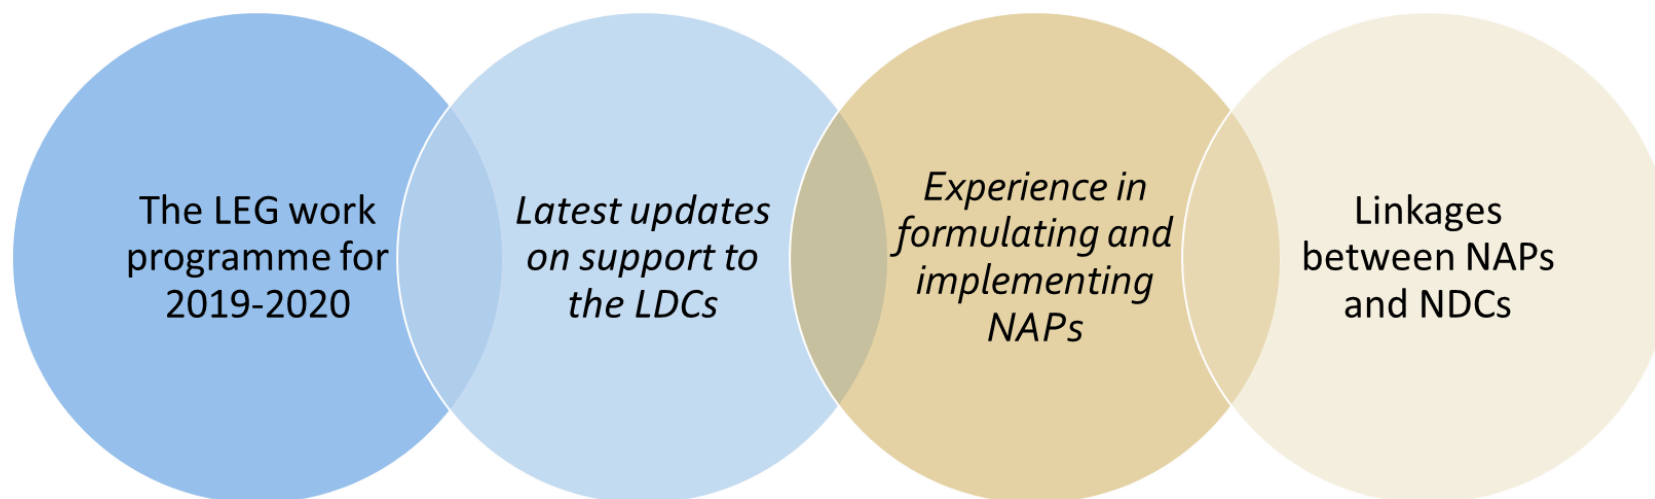 The LEG work
programme for
2019-2020
Latest updates
on support to
the LDCs
Experience in
formulating and
implementing
NAPs
Linkages
between NAPs
and NDCs